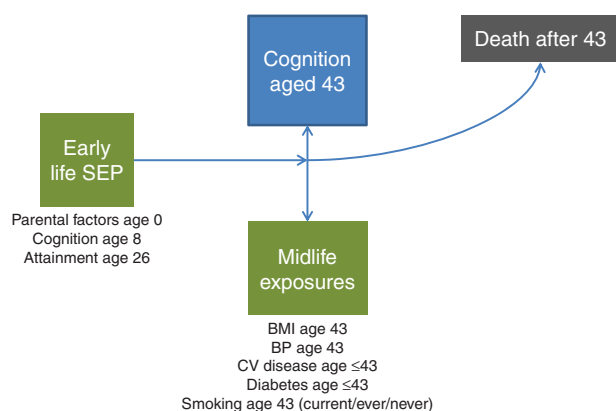 Death after 43
Cognition
aged 43
Early
life SEP
Parental factors age 0
Cognition age 8
Attainment age 26
Midlife
exposures
BMI age 43
BP age 43
CV disease age ≤43
Diabetes age ≤43
Smoking age 43 (current/ever/never)